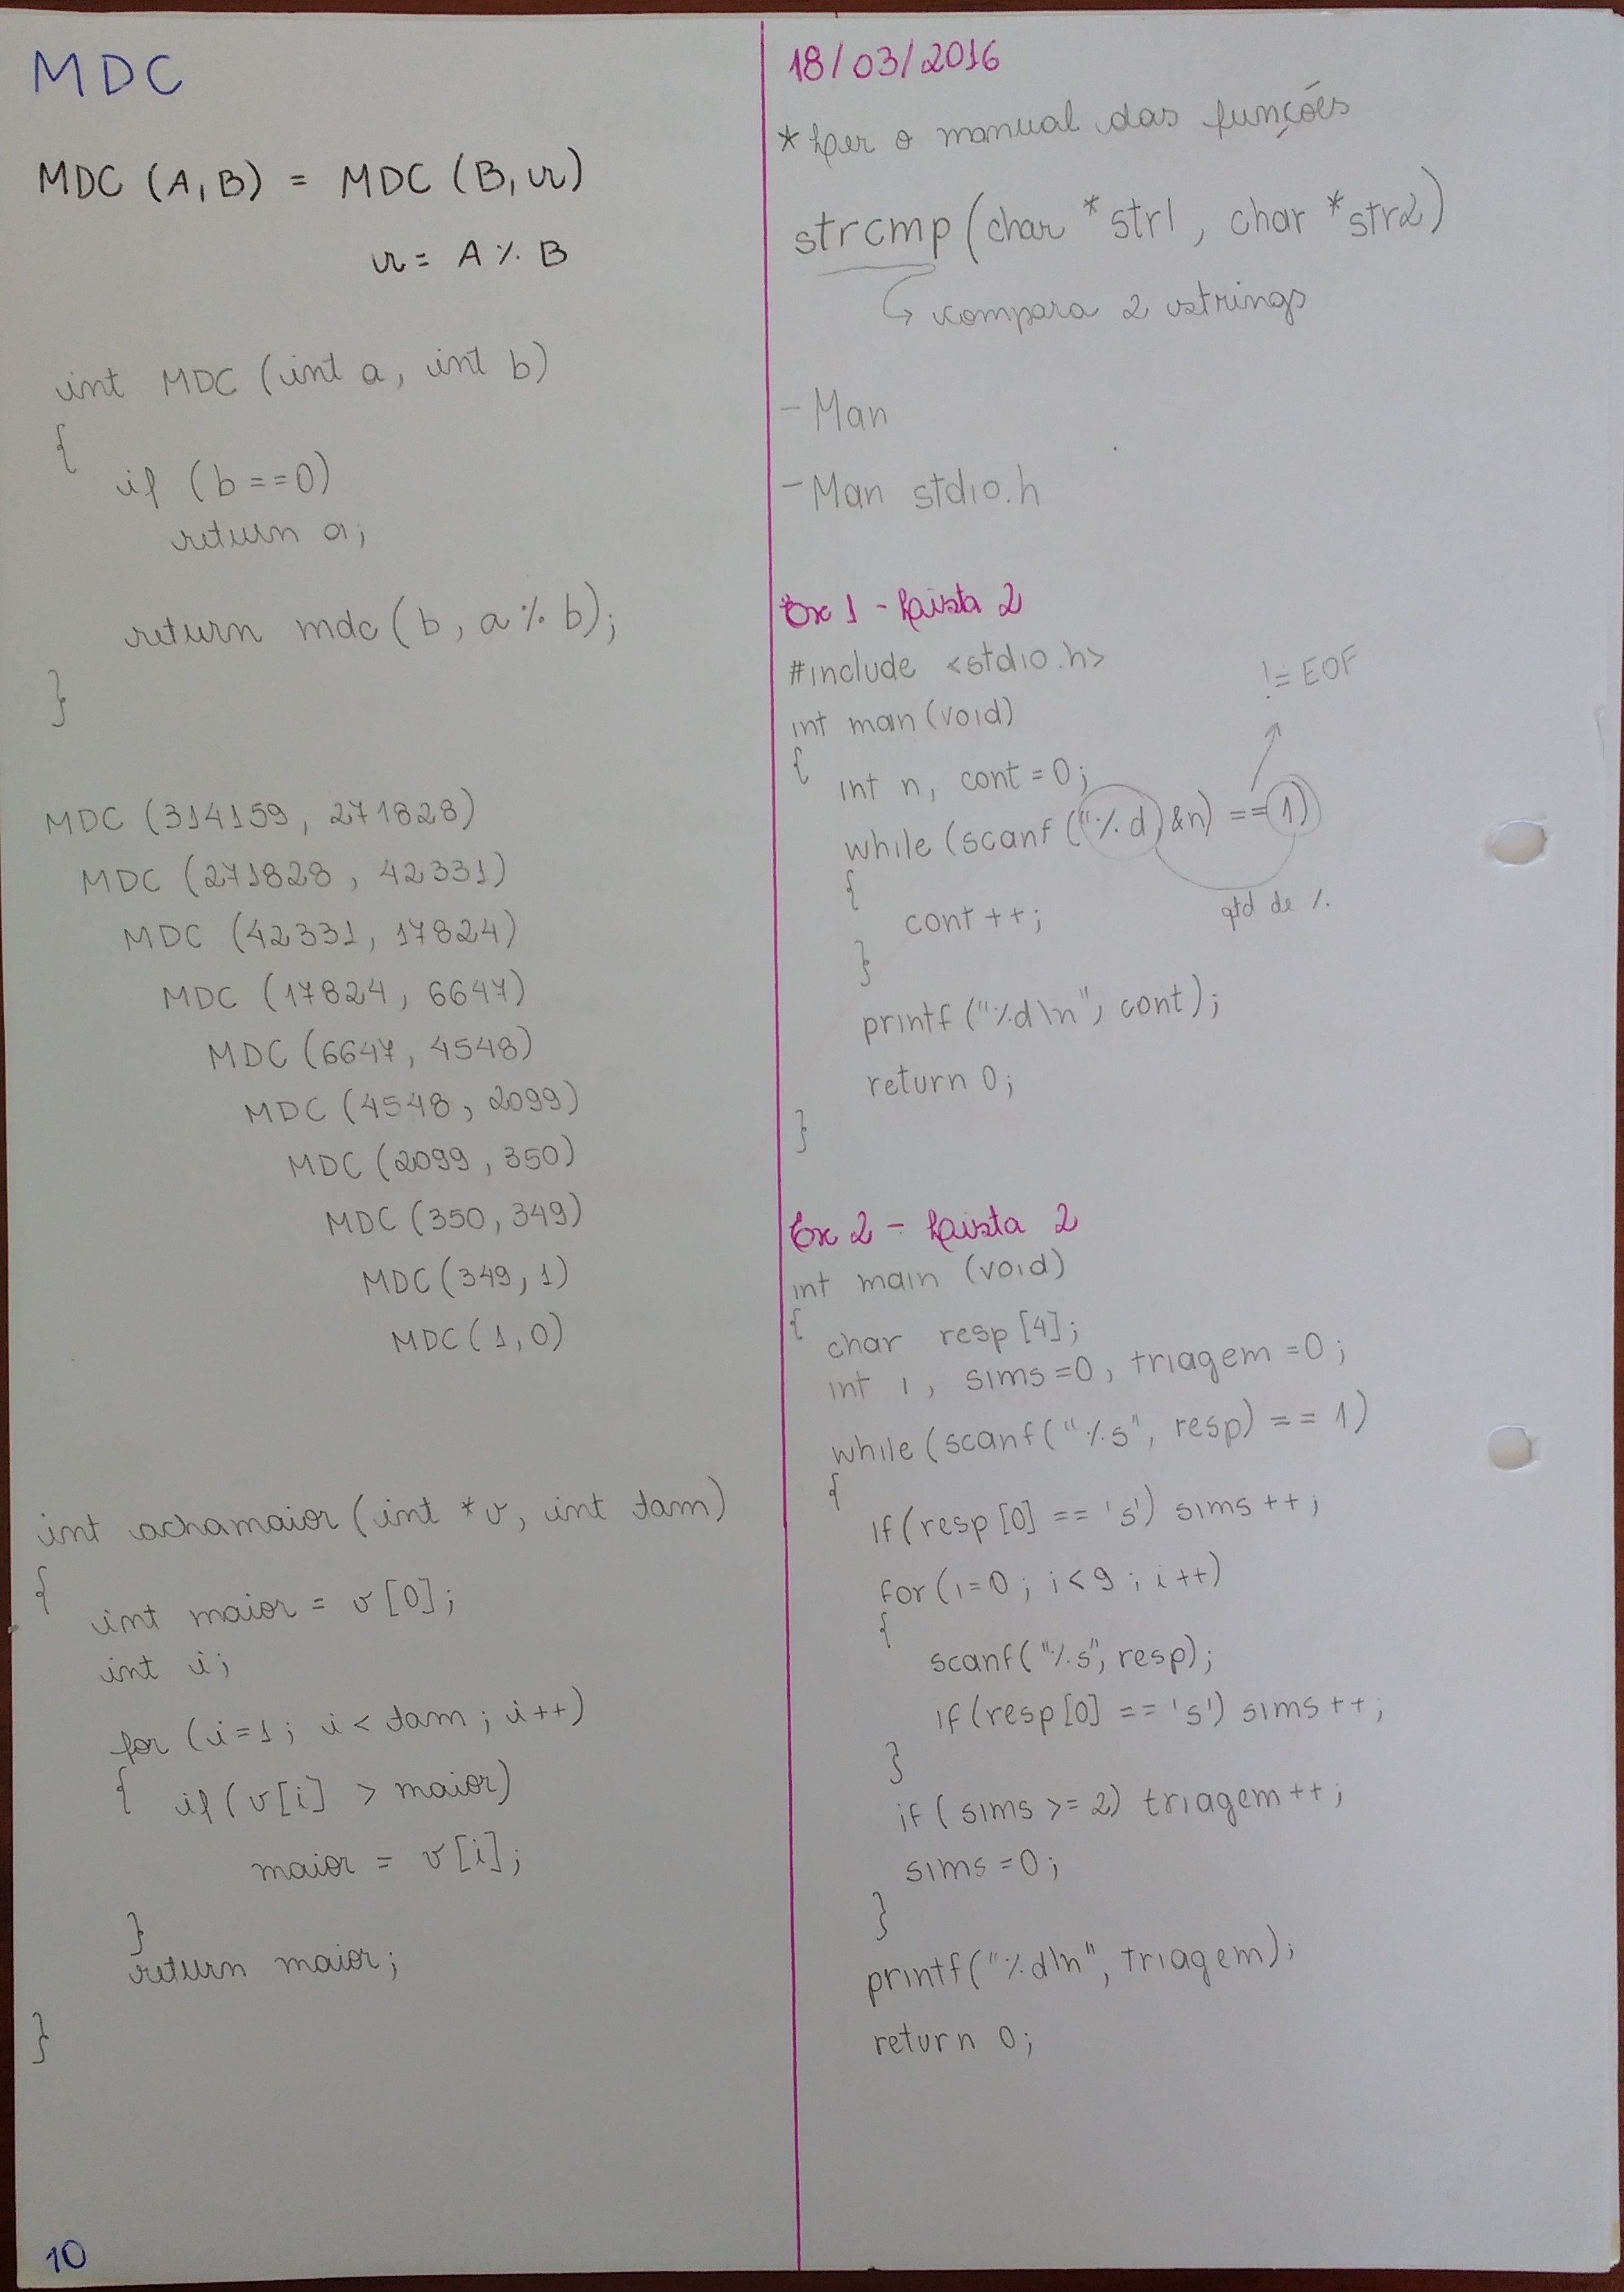 MDC
MDC (A, B) = MDC (B, r)
r = A % B
int MDC (int a, int b)
{
if (b == 0)
return a;
return mdc (b, a % b);
}
MDC (314159, 271828)
MDC (271828, 42331)
MDC (42331, 17824)
MDC (17824, 6647)
MDC (6647, 4548)
MDC (4548, 2099)
MDC (2099, 350)
MDC (350, 349)
MDC (349, 1)
MDC (1, 0)
int achamaior (int *v, int tam)
{
int maior = v[0];
int i;
for (i=1; i < tam; i++)
{ if (v[i] > maior)
maior = v[i];
}
return maior;
}
10
18/03/2016
* Ler o manual das funções
strcmp (char *str1, char *str2)
↳ compara 2 strings
- Man
- Man stdio.h
Ex 1 - Lista 2
#include <stdio.h>
!= EOF
int man (void)
{ int n, cont = 0;
while (scanf ("%d, &n) == 1)
{
qtd de %
cont ++;
}
printf ("%d\n", cont);
return 0;
}
Ex 2 - Lista 2
int main (void)
{ char resp [4];
int i, sims = 0, triagem = 0;
while (scanf ("%s", resp) == 1)
{
if (resp [0] == 's') sims ++;
for (i=0; i<9; i++)
{
scanf ("%s", resp);
if (resp [0] == 's') sims ++;
}
if (sims >= 2) triagem ++;
sims = 0;
}
printf ("%d\n", triagem);
return 0;